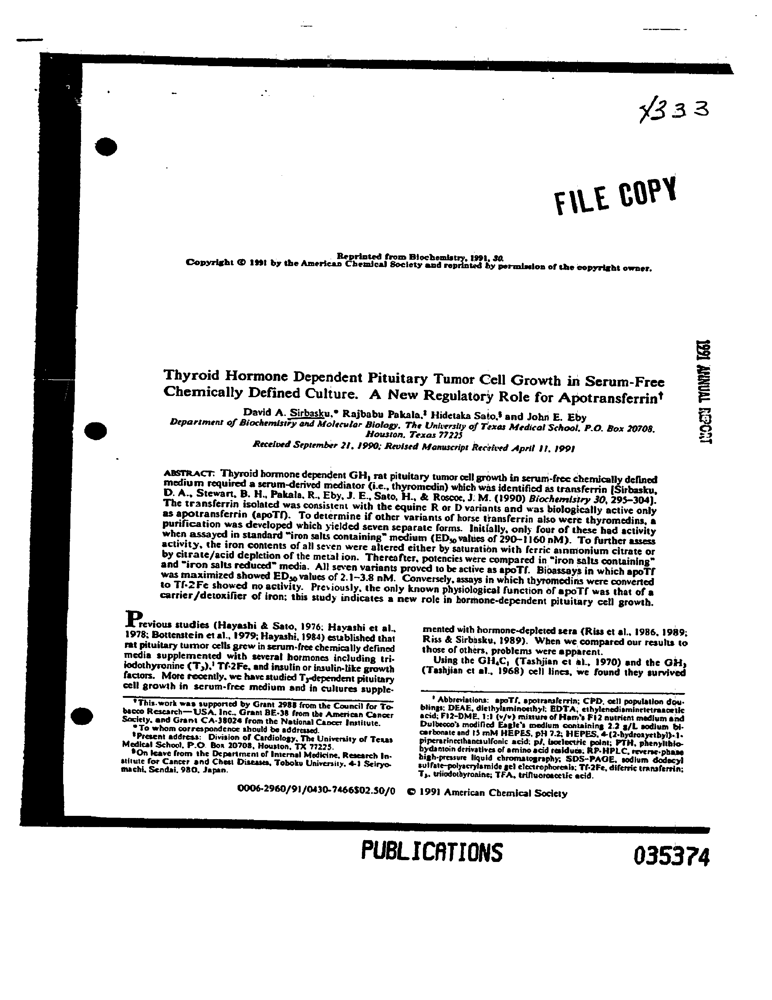 1333
FILE COPY
Reprinted from Biochemistry, 1991, 30.
Copyright © 1991 by the American Chemical Society and reprinted by permission of the copyright owner.
1991 ANNUAL REPORT
Thyroid Hormone Dependent Pituitary Tumor Cell Growth in Serum-Free
Chemically Defined Culture. A New Regulatory Role for Apotransferrin†
David A. Sirbasku,* Rajbabu Pakala,‡ Hidetaka Sato,§ and John E. Eby
Department of Biochemistry and Molecular Biology, The University of Texas Medical School, P.O. Box 20708,
Houston, Texas 77225
Received September 21, 1990; Revised Manuscript Received April 11, 1991
ABSTRACT: Thyroid hormone dependent GH₁ rat pituitary tumor cell growth in serum-free chemically defined
medium required a serum-derived mediator (i.e., thyromedin) which was identified as transferrin [Sirbasku,
D. A., Stewart, B. H., Pakala, R., Eby, J. E., Sato, H., & Roscoe, J. M. (1990) Biochemistry 30, 295–304].
The transferrin isolated was consistent with the equine R or D variants and was biologically active only
as apotransferrin (apoTf). To determine if other variants of horse transferrin also were thyromedins, a
purification was developed which yielded seven separate forms. Initially, only four of these had activity
when assayed in standard "iron salts containing" medium (ED₅₀ values of 290–1160 nM). To further assess
activity, the iron contents of all seven were altered either by saturation with ferric ammonium citrate or
by citrate/acid depletion of the metal ion. Thereafter, potencies were compared in "iron salts containing"
and "iron salts reduced" media. All seven variants proved to be active as apoTf. Bioassays in which apoTf
was maximized showed ED₅₀ values of 2.1–3.8 nM. Conversely, assays in which thyromedins were converted
to Tf·2Fe showed no activity. Previously, the only known physiological function of apoTf was that of a
carrier/detoxifier of iron; this study indicates a new role in hormone-dependent pituitary cell growth.
Previous studies (Hayashi & Sato, 1976; Hayashi et al.,
1978; Bottenstein et al., 1979; Hayashi, 1984) established that
rat pituitary tumor cells grew in serum-free chemically defined
media supplemented with several hormones including tri-
iodothyronine (T₃),¹ Tf·2Fe, and insulin or insulin-like growth
factors. More recently, we have studied T₃-dependent pituitary
cell growth in serum-free medium and in cultures supple-
†This work was supported by Grant 2988 from the Council for To-
bacco Research—USA, Inc., Grant BE-38 from the American Cancer
Society, and Grant CA-38024 from the National Cancer Institute.
*To whom correspondence should be addressed.
‡Present address: Division of Cardiology, The University of Texas
Medical School, P.O. Box 20708, Houston, TX 77225.
§On leave from the Department of Internal Medicine, Research In-
stitute for Cancer and Chest Diseases, Tohoku University, 4-1 Seiryo-
machi, Sendai, 980, Japan.
mented with hormone-depleted sera (Riss et al., 1986, 1989;
Riss & Sirbasku, 1989). When we compared our results to
those of others, problems were apparent.
Using the GH₄C₁ (Tashjian et al., 1970) and the GH₃
(Tashjian et al., 1968) cell lines, we found they survived
¹ Abbreviations: apoTf, apotransferrin; CPD, cell population dou-
blings; DEAE, diethylaminoethyl; EDTA, ethylenediaminetetraacetic
acid; F12-DME, 1:1 (v/v) mixture of Ham's F12 nutrient medium and
Dulbecco's modified Eagle's medium containing 2.2 g/L sodium bi-
carbonate and 15 mM HEPES, pH 7.2; HEPES, 4-(2-hydroxyethyl)-1-
piperazineethanesulfonic acid; pI, isoelectric point; PTH, phenylthio-
hydantoin derivatives of amino acid residues; RP-HPLC, reverse-phase
high-pressure liquid chromatography; SDS-PAGE, sodium dodecyl
sulfate-polyacrylamide gel electrophoresis; Tf·2Fe, diferric transferrin;
T₃, triiodothyronine; TFA, trifluoroacetic acid.
0006-2960/91/0430-7466$02.50/0 © 1991 American Chemical Society
PUBLICATIONS 035374